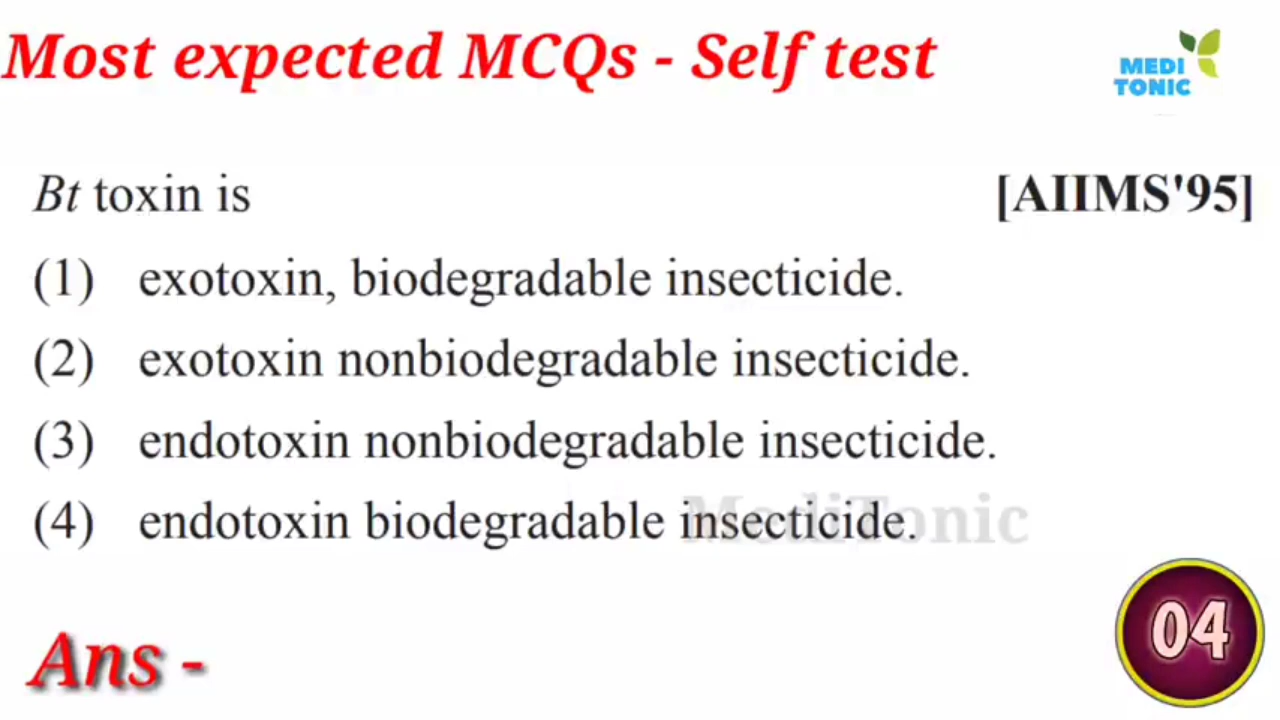 Most expected MCQs - Self test
MEDI
TONIC
Bt toxin is [AIIMS'95]
(1) exotoxin, biodegradable insecticide.
(2) exotoxin nonbiodegradable insecticide.
(3) endotoxin nonbiodegradable insecticide.
(4) endotoxin biodegradable insecticide.
MediTonic
Ans -
04